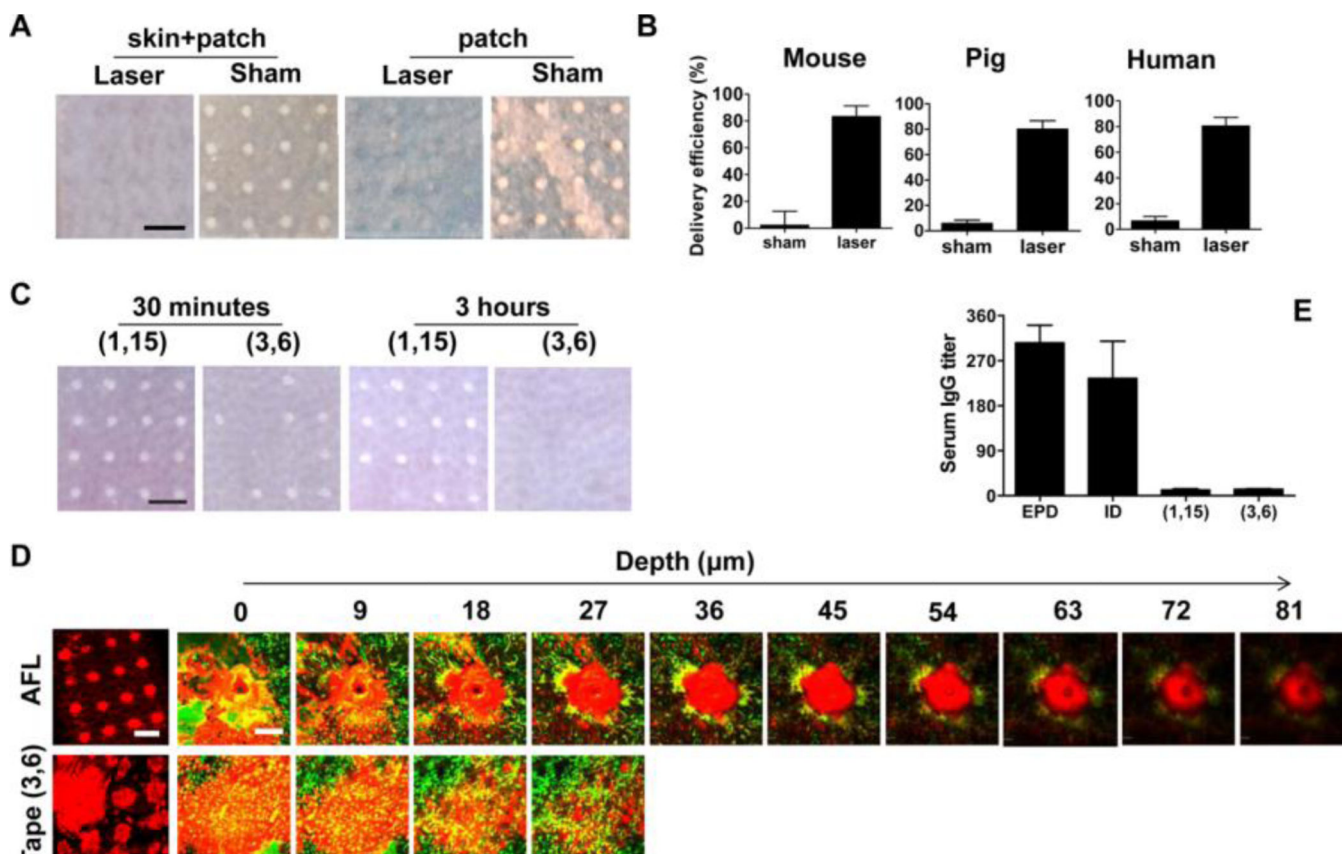 A
skin+patch patch
Laser Sham Laser Sham
B
Mouse Pig Human
Delivery efficiency (%)
100
80
60
40
20
0
sham laser
100
80
60
40
20
0
sham laser
100
80
60
40
20
0
sham laser
C
30 minutes 3 hours
(1,15) (3,6) (1,15) (3,6)
E
Serum IgG titer
360
270
180
90
0
EPD ID (1,15) (3,6)
D
Depth (µm)
0 9 18 27 36 45 54 63 72 81
AFL
Tape (3,6)